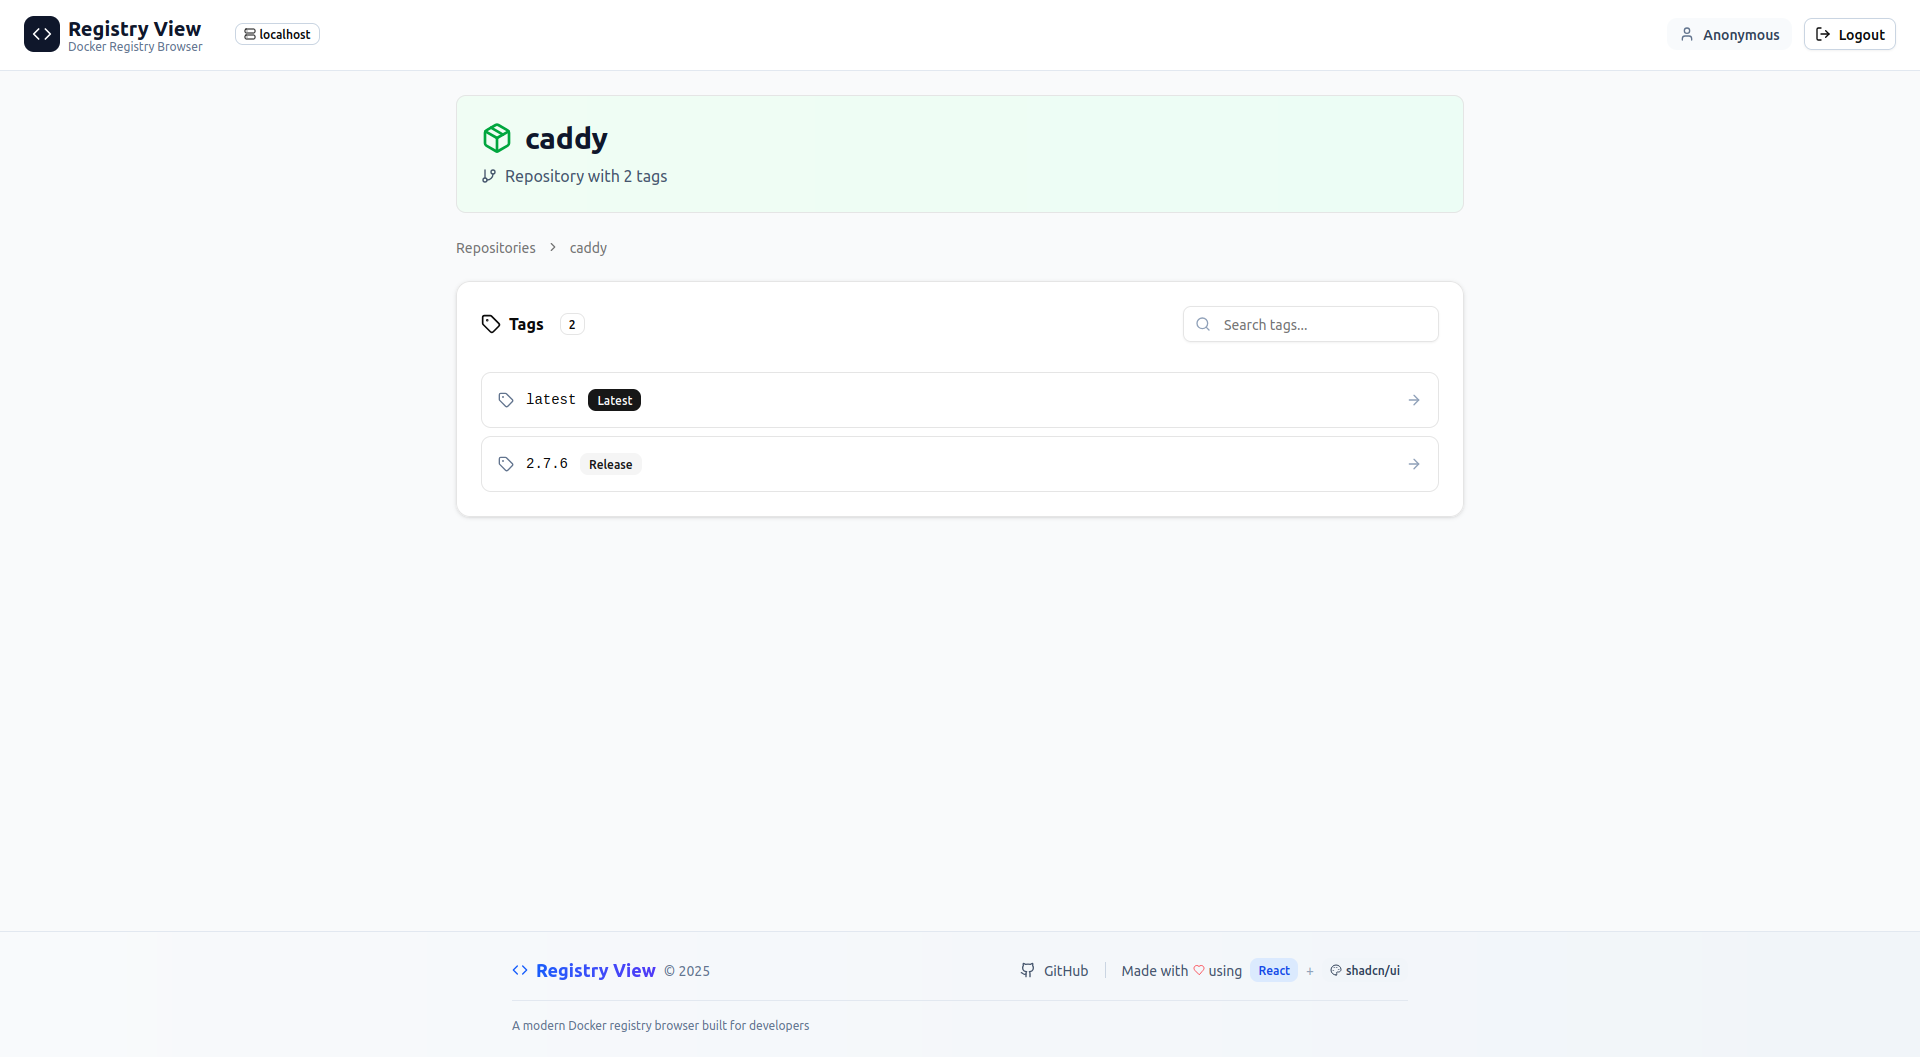 Registry View
Docker Registry Browser
localhost
Anonymous
Logout
caddy
Repository with 2 tags
Repositories
caddy
Tags
2
Search tags...
latest
Latest
2.7.6
Release
Registry View © 2025
GitHub
Made with using React + shadcn/ui
A modern Docker registry browser built for developers